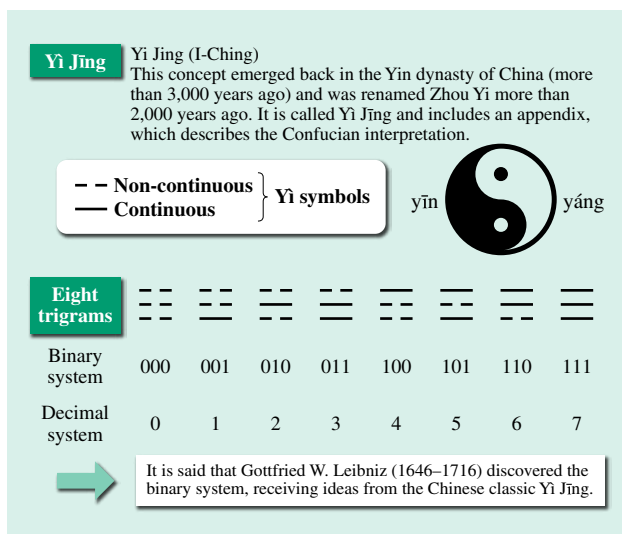 Yì Jīng
Yi Jing (I-Ching)
This concept emerged back in the Yin dynasty of China (more
than 3,000 years ago) and was renamed Zhou Yi more than
2,000 years ago. It is called Yì Jīng and includes an appendix,
which describes the Confucian interpretation.
Non-continuous
Continuous
Yì symbols
yīn
yáng
Eight
trigrams
Binary
system
000 001 010 011 100 101 110 111
Decimal
system
0 1 2 3 4 5 6 7
It is said that Gottfried W. Leibniz (1646–1716) discovered the
binary system, receiving ideas from the Chinese classic Yì Jīng.